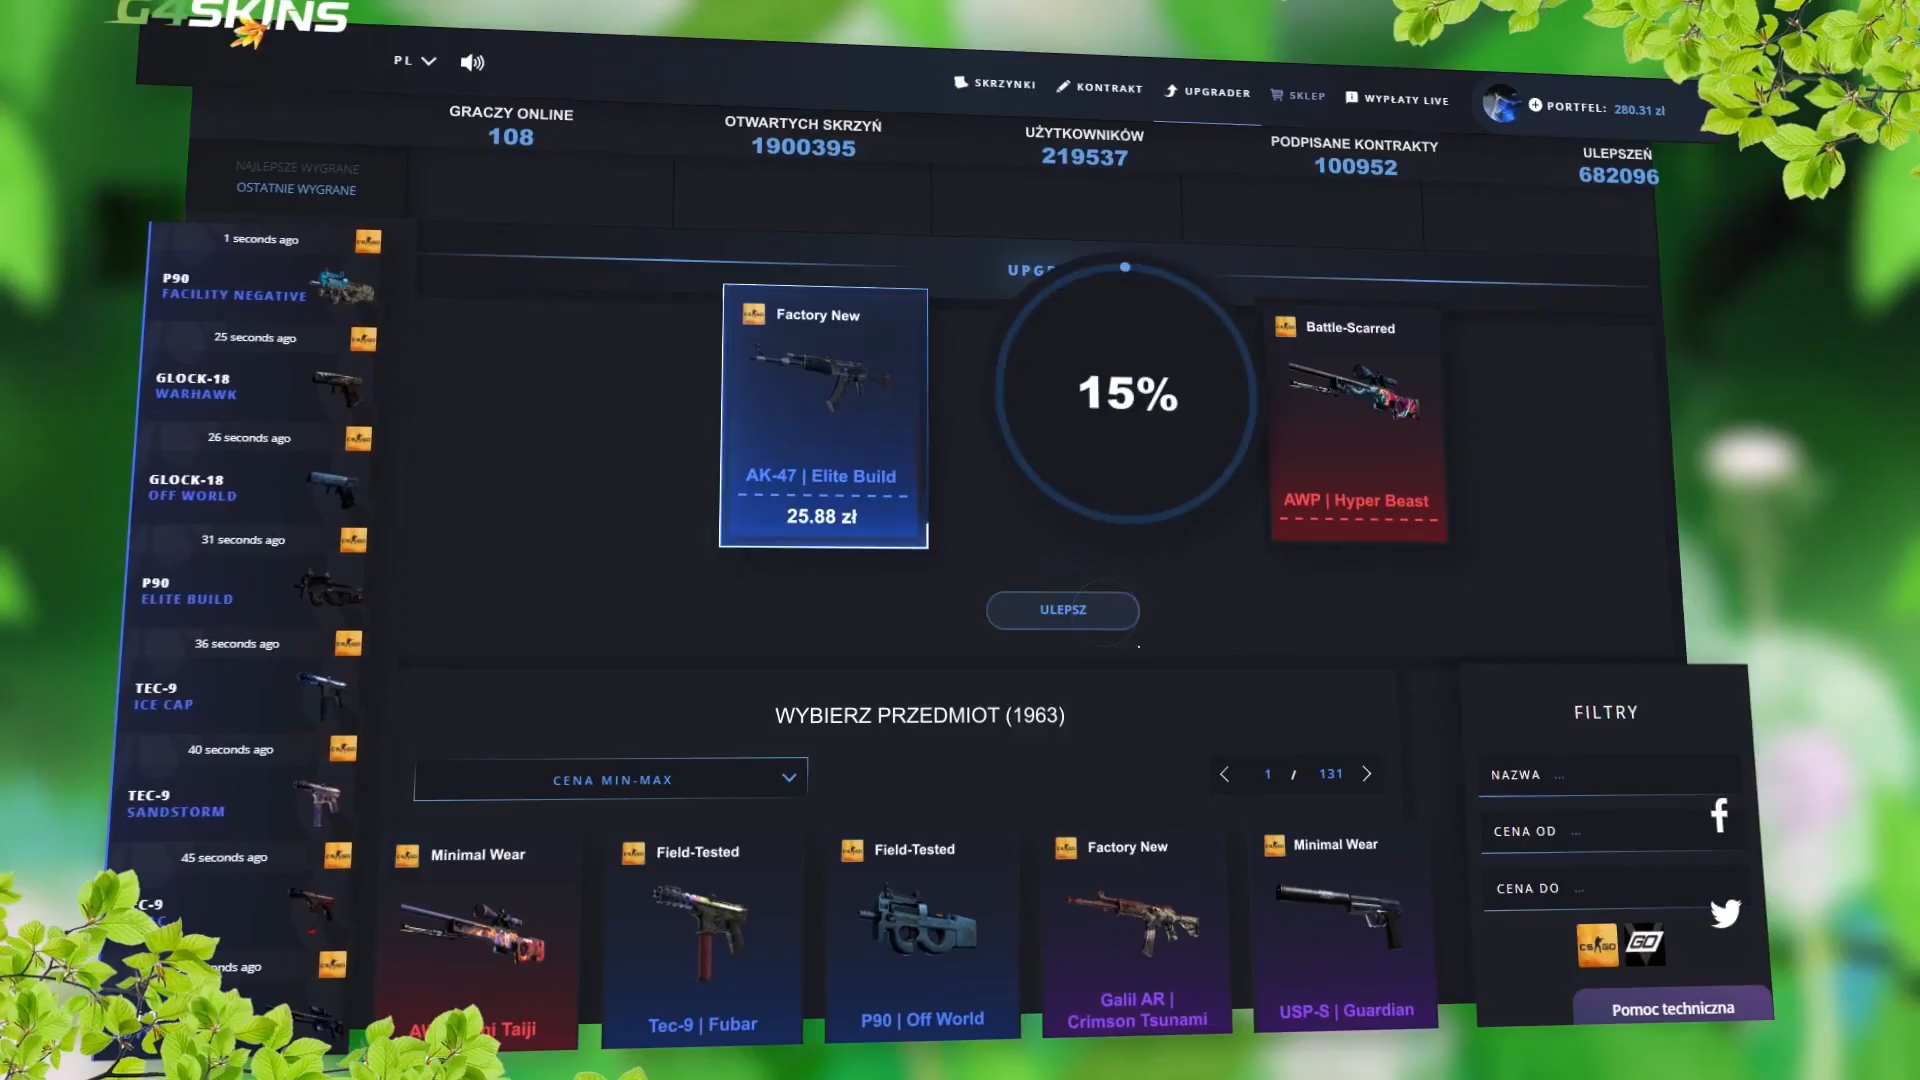 G4SKINS
PL
SKRZYNKI
KONTRAKT
UPGRADER
SKLEP
WYPŁATY LIVE
PORTFEL: 280.31 zł
GRACZY ONLINE
108
OTWARTYCH SKRZYŃ
1900395
UŻYTKOWNIKÓW
219537
PODPISANE KONTRAKTY
100952
ULEPSZEŃ
682096
NAJLEPSZE WYGRANE
OSTATNIE WYGRANE
1 seconds ago
P90
FACILITY NEGATIVE
25 seconds ago
GLOCK-18
WARHAWK
26 seconds ago
GLOCK-18
OFF WORLD
31 seconds ago
P90
ELITE BUILD
36 seconds ago
TEC-9
ICE CAP
40 seconds ago
TEC-9
SANDSTORM
45 seconds ago
C-9
ago
Factory New
AK-47 | Elite Build
25.88 zł
15%
Battle-Scarred
AWP | Hyper Beast
ULEPSZ
WYBIERZ PRZEDMIOT (1963)
CENA MIN-MAX
1 / 131
Minimal Wear
Taiji
Field-Tested
Tec-9 | Fubar
Field-Tested
P90 | Off World
Factory New
Galil AR |
Crimson Tsunami
Minimal Wear
USP-S | Guardian
FILTRY
NAZWA ...
CENA OD ...
CENA DO ...
CS GO
GO
Pomoc techniczna